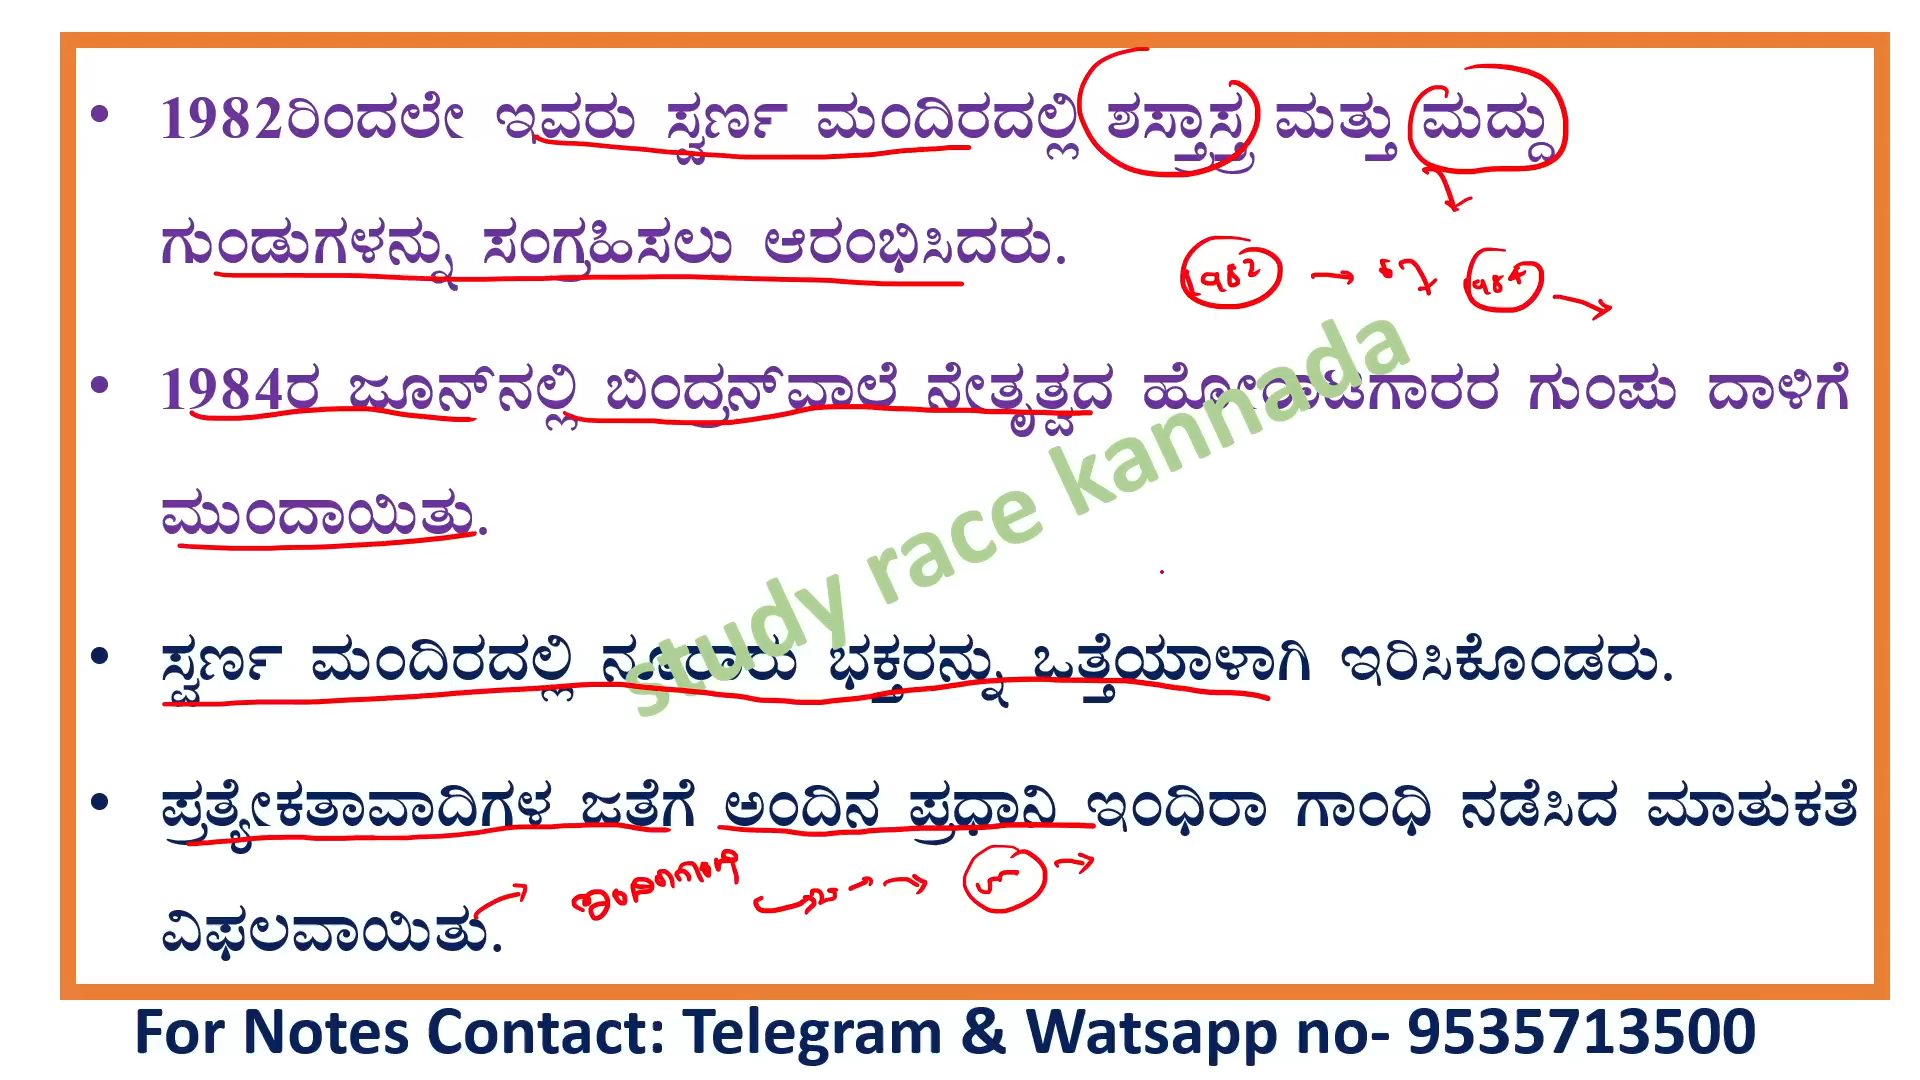 • 1982ರಿಂದಲೇ ಇವರು ಸ್ವರ್ಣ ಮಂದಿರದಲ್ಲಿ ಶಸ್ತ್ರಾಸ್ತ್ರ ಮತ್ತು ಮದ್ದು
ಗುಂಡುಗಳನ್ನು ಸಂಗ್ರಹಿಸಲು ಆರಂಭಿಸಿದರು.
1982 → 1984 →
• 1984ರ ಜೂನ್‌ನಲ್ಲಿ ಬಿಂದ್ರನ್‌ವಾಲೆ ನೇತೃತ್ವದ ಹೋರಾಟಗಾರರ ಗುಂಪು ದಾಳಿಗೆ
ಮುಂದಾಯಿತು.
study race kannada
• ಸ್ವರ್ಣ ಮಂದಿರದಲ್ಲಿ ನೂರಾರು ಭಕ್ತರನ್ನು ಒತ್ತೆಯಾಳಾಗಿ ಇರಿಸಿಕೊಂಡರು.
• ಪ್ರತ್ಯೇಕತಾವಾದಿಗಳ ಜತೆಗೆ ಅಂದಿನ ಪ್ರಧಾನಿ ಇಂಧಿರಾ ಗಾಂಧಿ ನಡೆಸಿದ ಮಾತುಕತೆ
ವಿಫಲವಾಯಿತು.
For Notes Contact: Telegram & Watsapp no- 9535713500